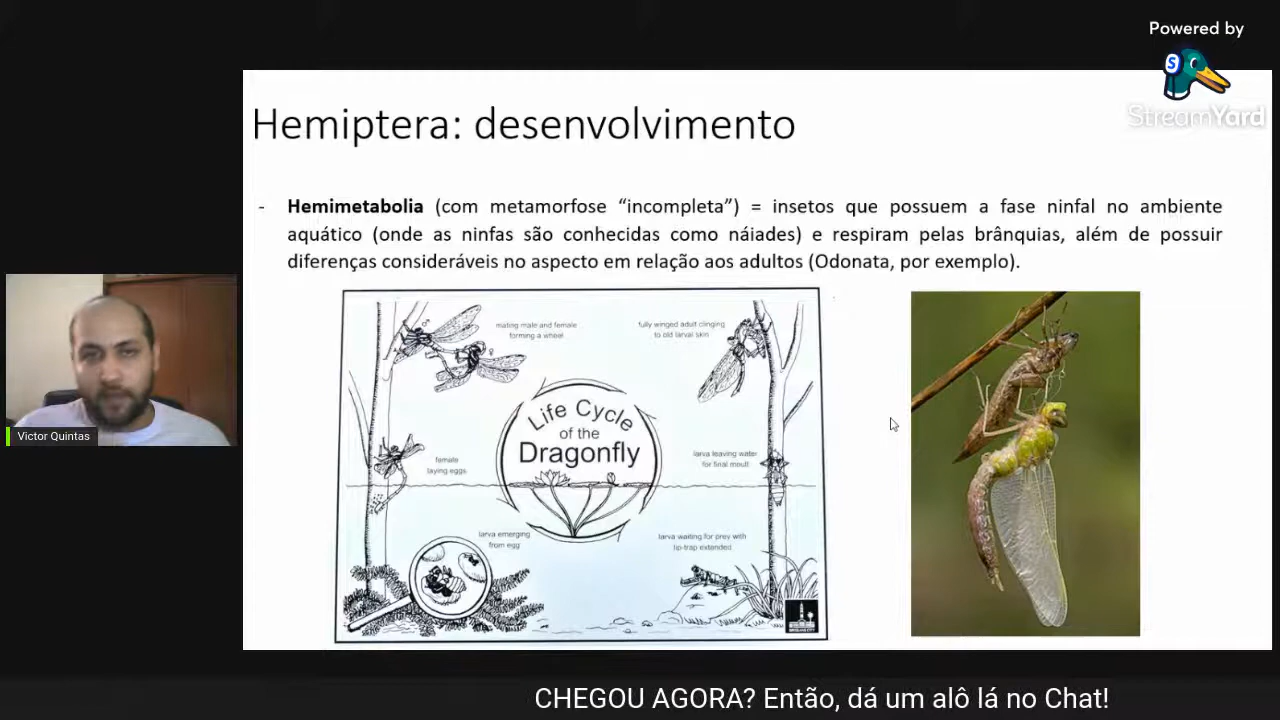 Powered by
StreamYard
Hemiptera: desenvolvimento
- Hemimetabolia (com metamorfose “incompleta”) = insetos que possuem a fase ninfal no ambiente
aquático (onde as ninfas são conhecidas como náiades) e respiram pelas brânquias, além de possuir
diferenças consideráveis no aspecto em relação aos adultos (Odonata, por exemplo).
mating male and female
forming a wheel
fully winged adult clinging
to old larval skin
Life Cycle
of the
Dragonfly
female
laying eggs
larva leaving water
for final moult
larva emerging
from egg
larva waiting for prey with
lip-trap extended
Victor Quintas
CHEGOU AGORA? Então, dá um alô lá no Chat!